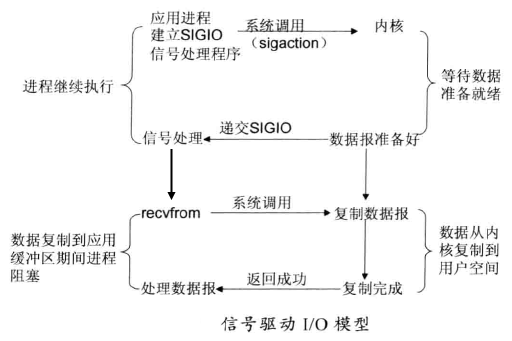 应用进程
建立SIGIO
信号处理程序
系统调用
（sigaction）
内核
进程继续执行
等待数据
准备就绪
信号处理
递交SIGIO
数据报准备好
recvfrom
系统调用
复制数据报
数据复制到应用
缓冲区期间进程
阻塞
数据从内
核复制到
用户空间
处理数据报
返回成功
复制完成
信号驱动 I/O 模型